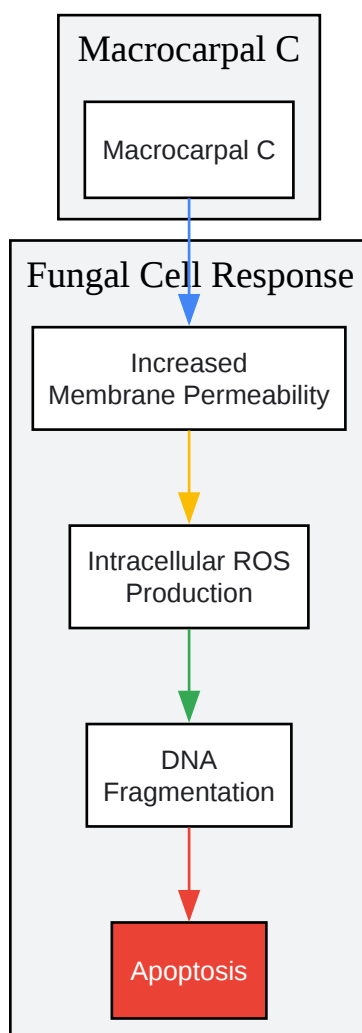 Macrocarpal C
Macrocarpal C
Fungal Cell Response
Increased
Membrane Permeability
Intracellular ROS
Production
DNA
Fragmentation
Apoptosis